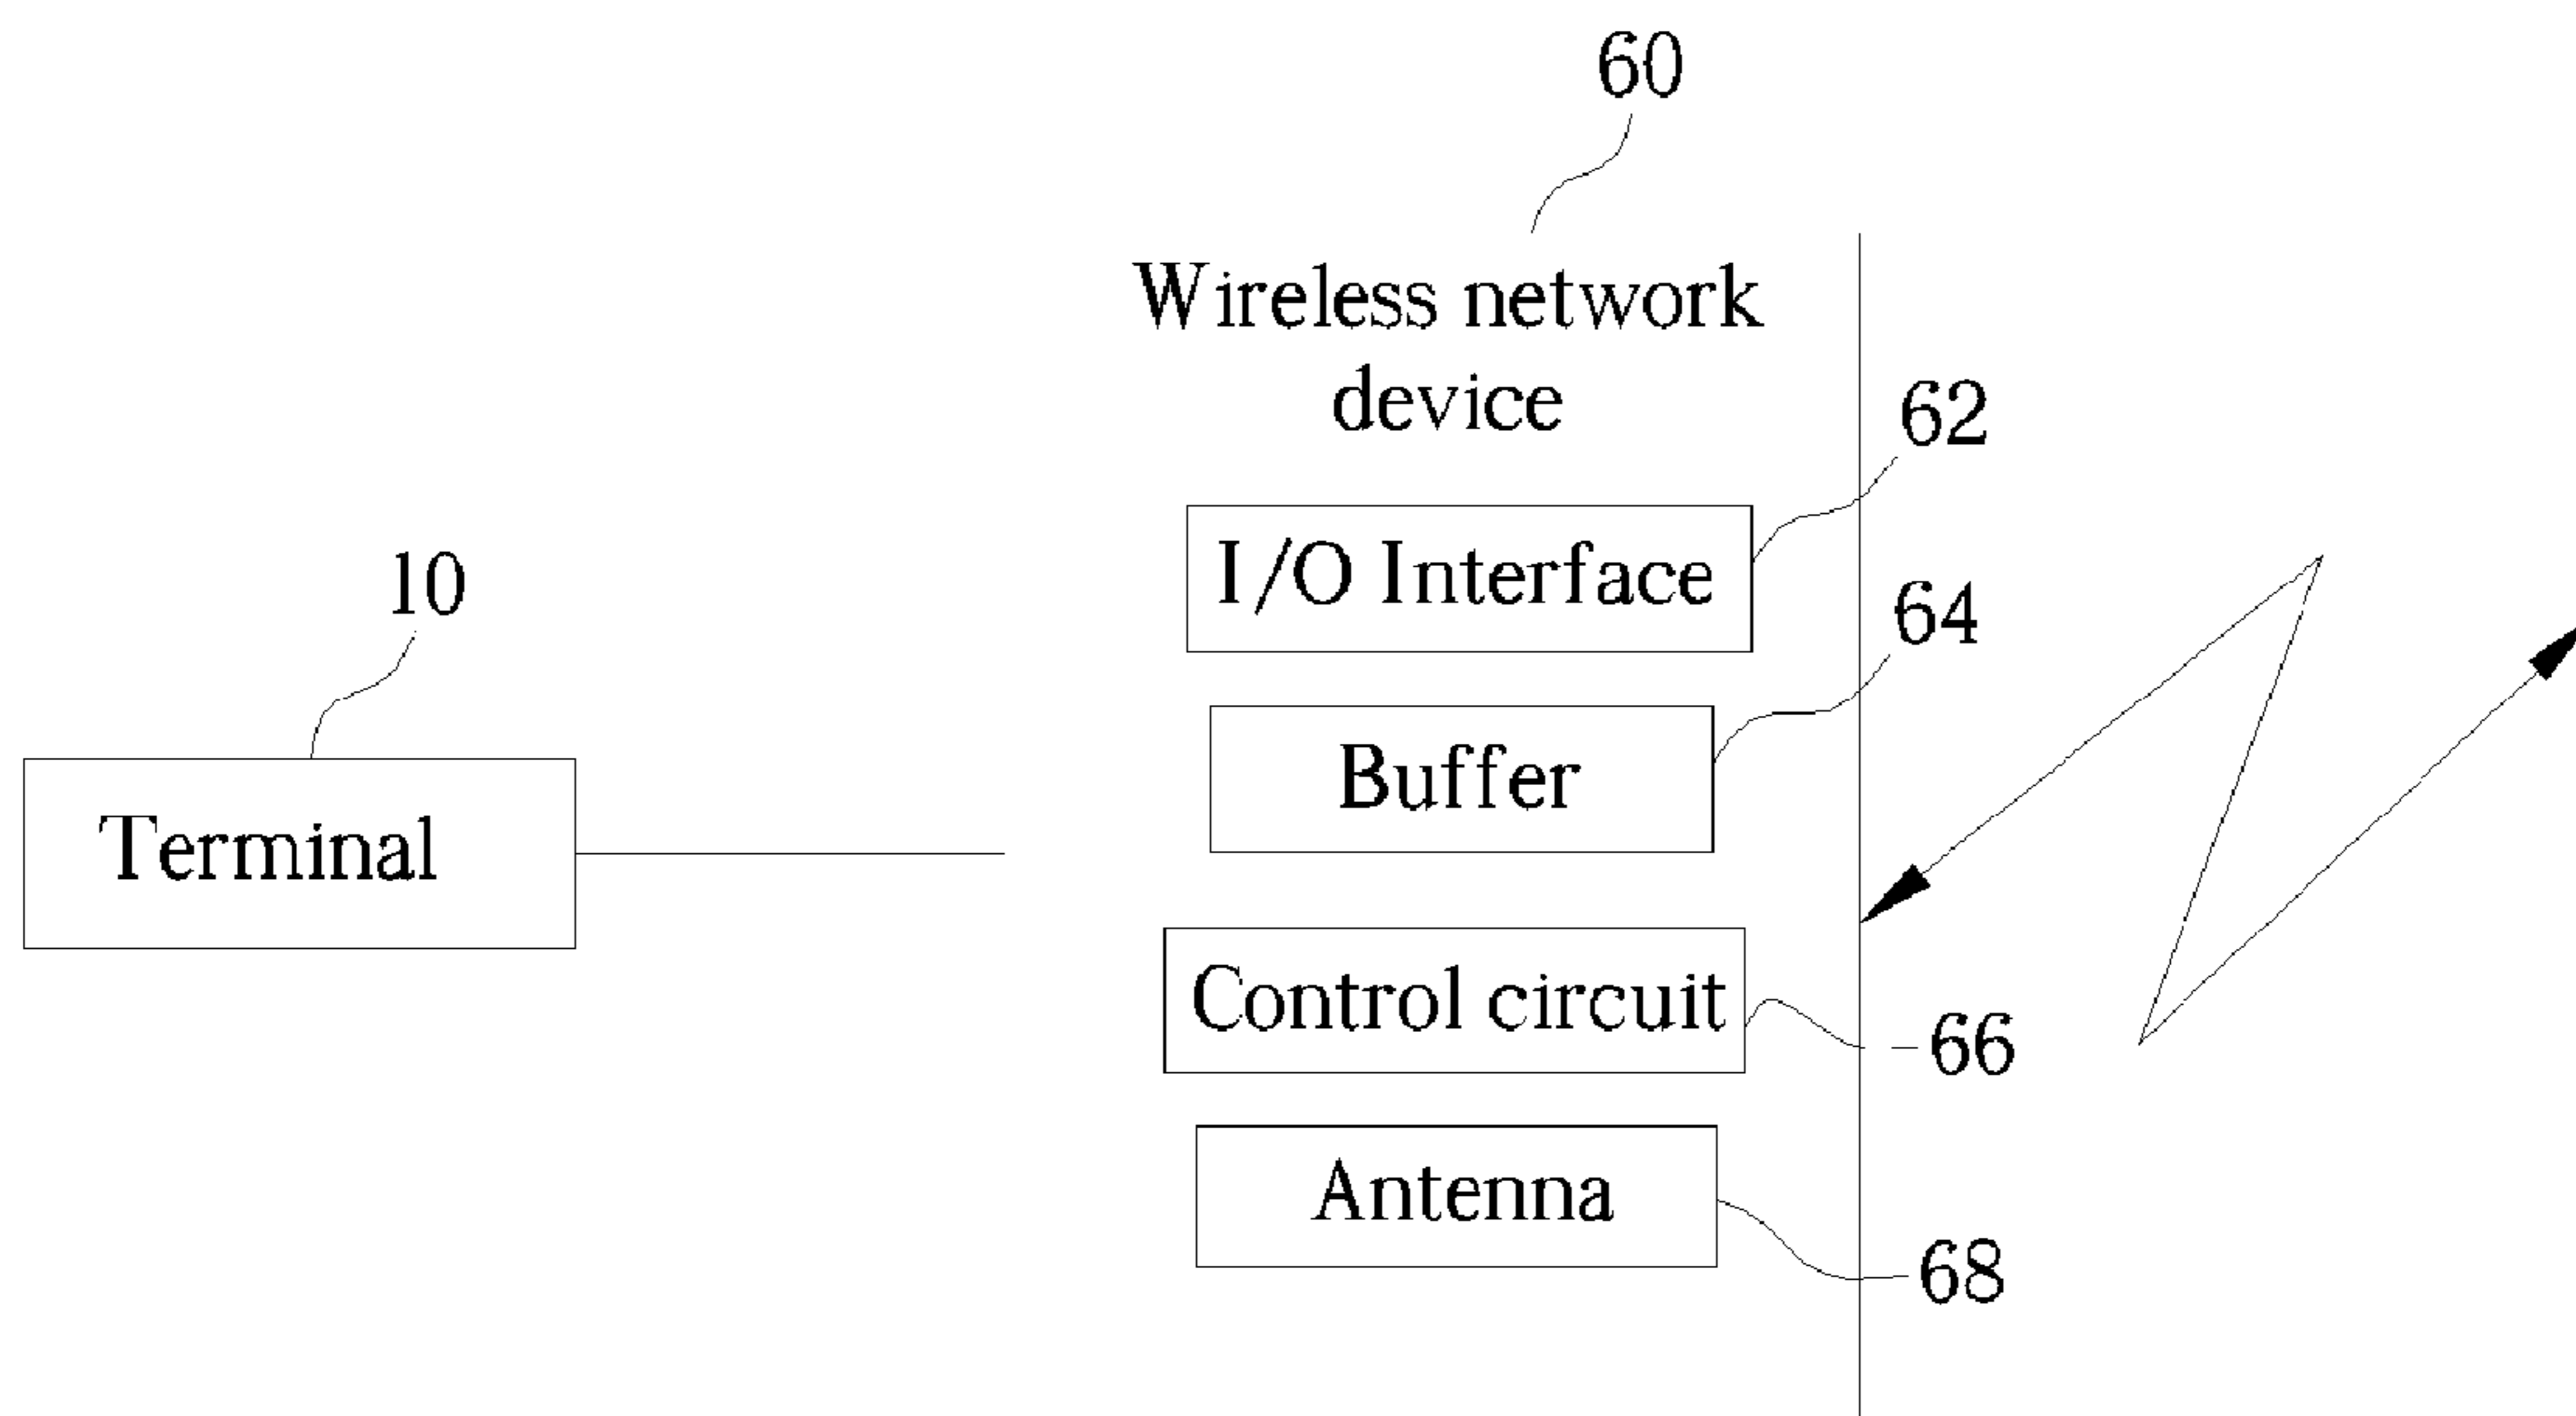 60
Wireless network
device
62
I/O Interface
10
64
Buffer
Terminal
Control circuit
66
Antenna
68